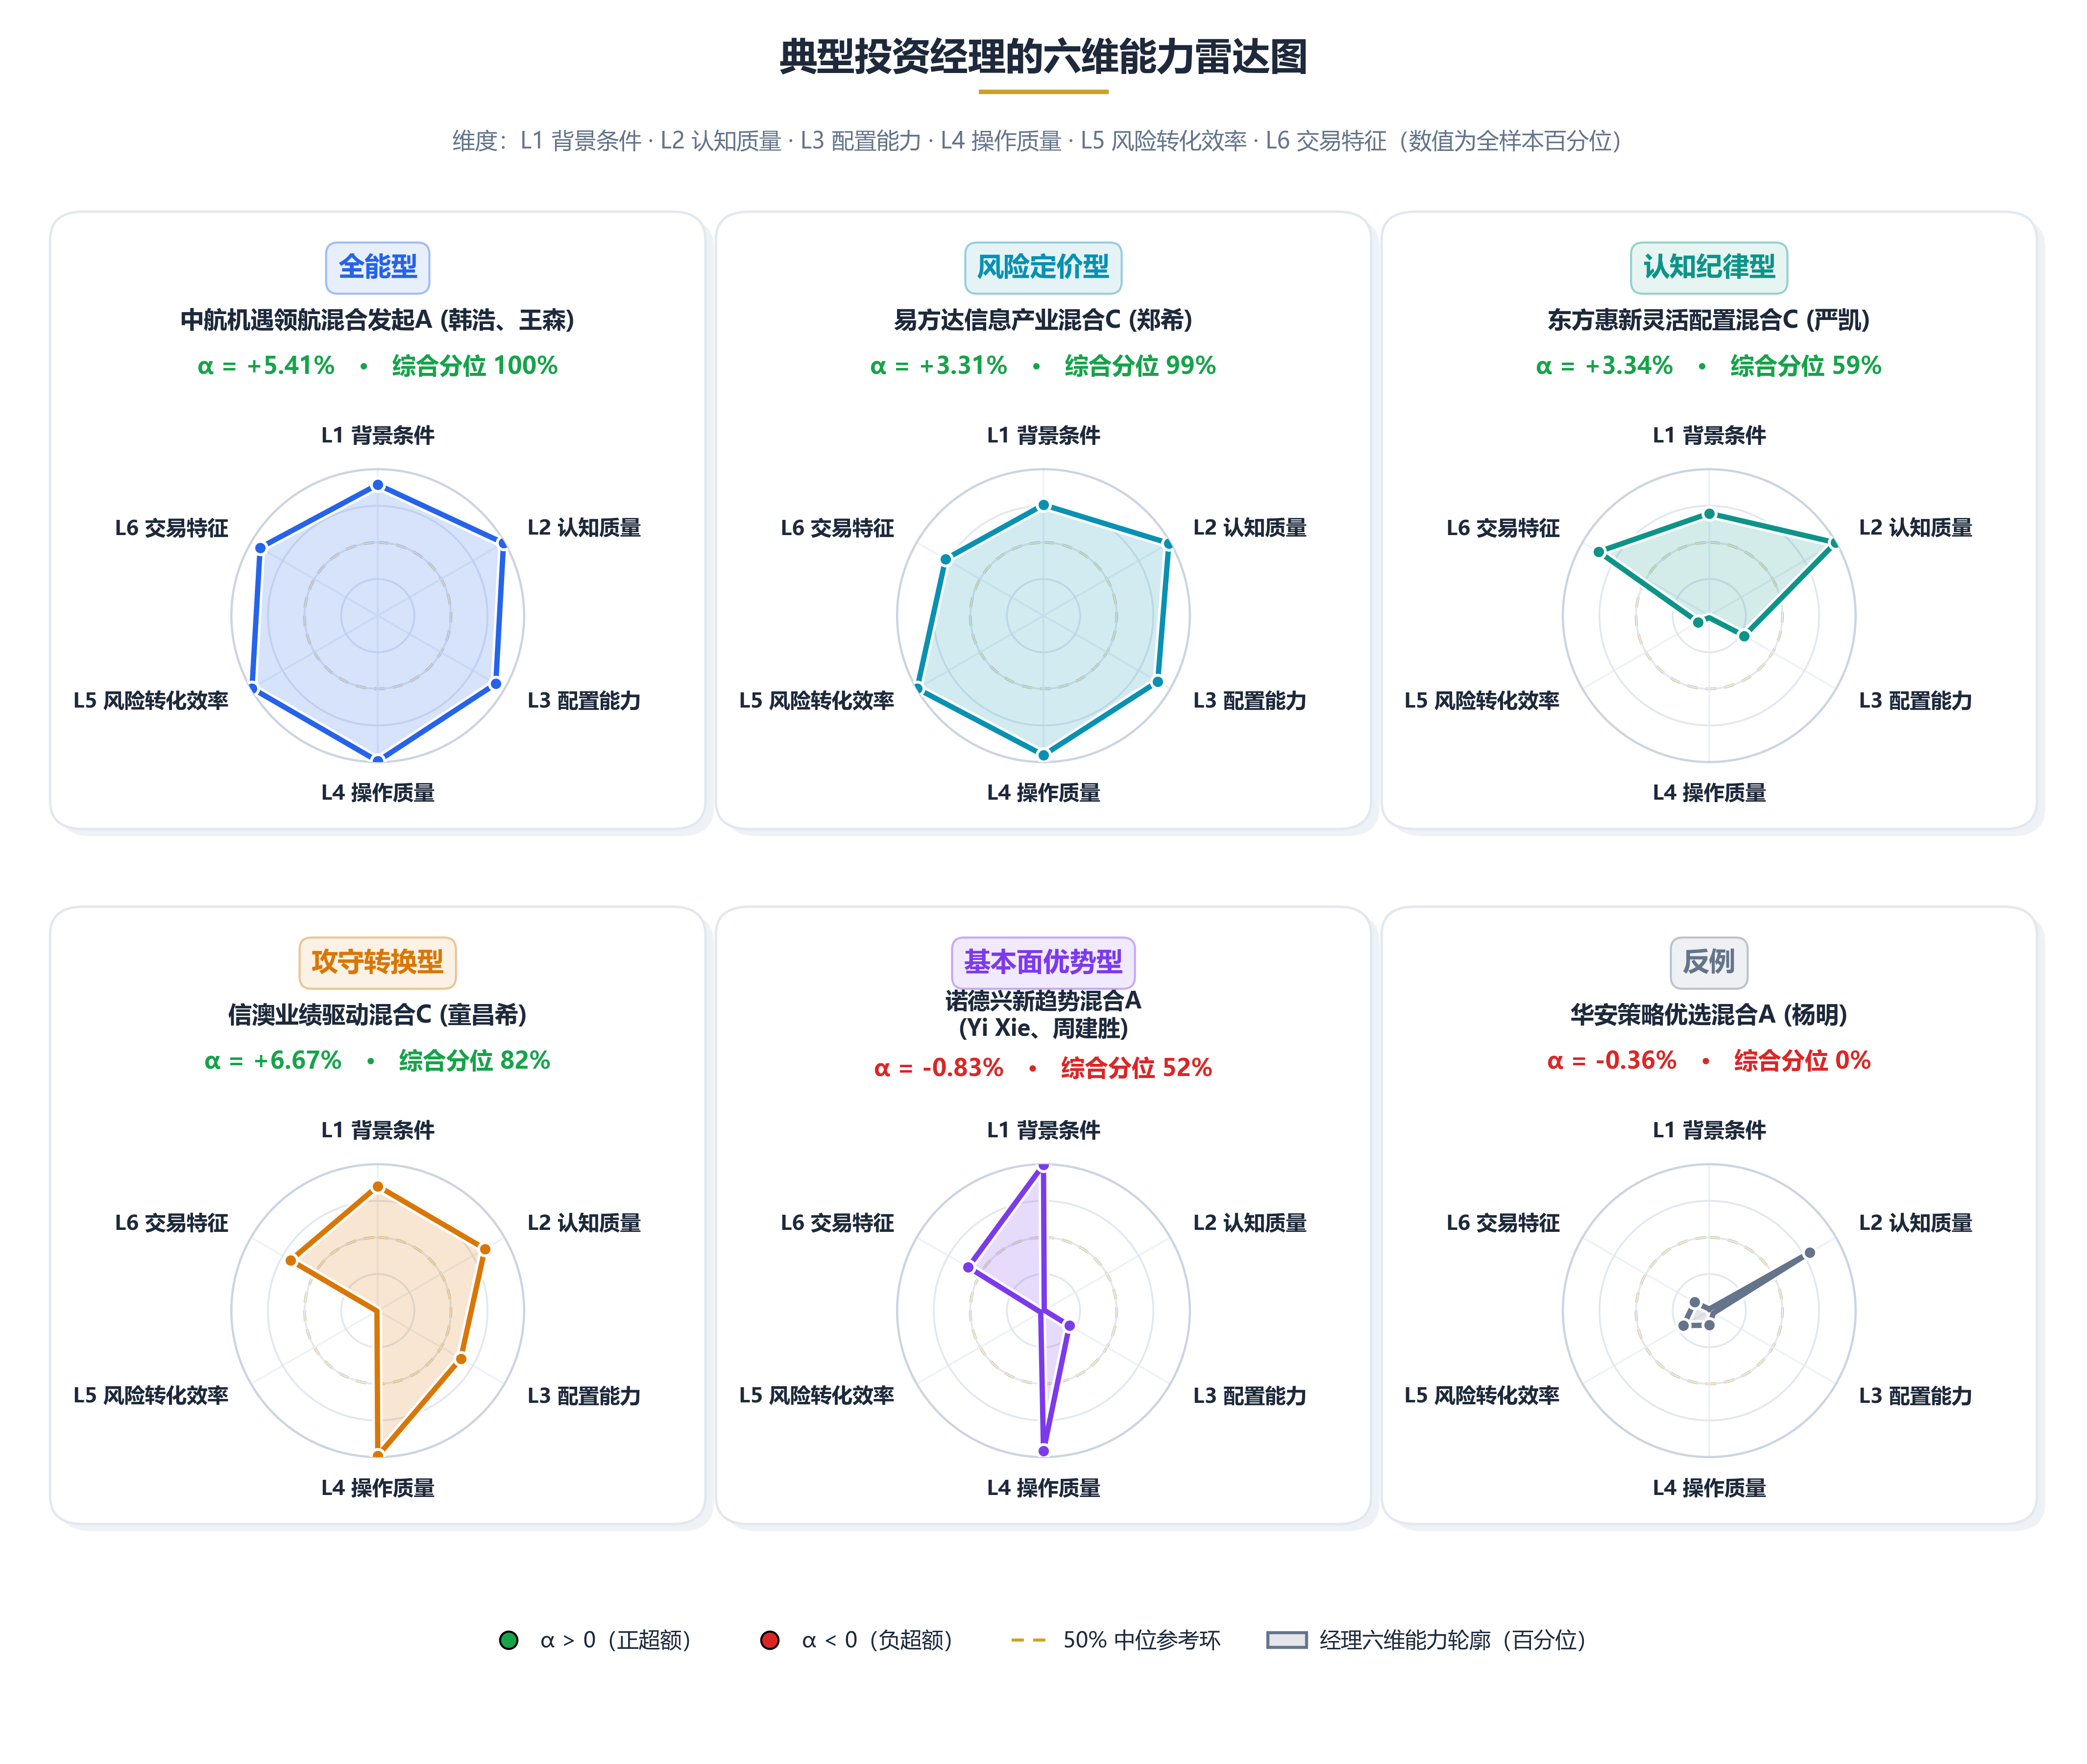 典型投资经理的六维能力雷达图
维度：L1 背景条件 · L2 认知质量 · L3 配置能力 · L4 操作质量 · L5 风险转化效率 · L6 交易特征（数值为全样本百分位）
全能型
中航机遇领航混合发起A (韩浩、王森)
α = +5.41% • 综合分位 100%
L1 背景条件
L6 交易特征
L2 认知质量
L5 风险转化效率
L3 配置能力
L4 操作质量
风险定价型
易方达信息产业混合C (郑希)
α = +3.31% • 综合分位 99%
L1 背景条件
L6 交易特征
L2 认知质量
L5 风险转化效率
L3 配置能力
L4 操作质量
认知纪律型
东方惠新灵活配置混合C (严凯)
α = +3.34% • 综合分位 59%
L1 背景条件
L6 交易特征
L2 认知质量
L5 风险转化效率
L3 配置能力
L4 操作质量
攻守转换型
信澳业绩驱动混合C (童昌希)
α = +6.67% • 综合分位 82%
L1 背景条件
L6 交易特征
L2 认知质量
L5 风险转化效率
L3 配置能力
L4 操作质量
基本面优势型
诺德兴新趋势混合A
(Yi Xie、周建胜)
α = -0.83% • 综合分位 52%
L1 背景条件
L6 交易特征
L2 认知质量
L5 风险转化效率
L3 配置能力
L4 操作质量
反例
华安策略优选混合A (杨明)
α = -0.36% • 综合分位 0%
L1 背景条件
L6 交易特征
L2 认知质量
L5 风险转化效率
L3 配置能力
L4 操作质量
α > 0（正超额）
α < 0（负超额）
50% 中位参考环
经理六维能力轮廓（百分位）